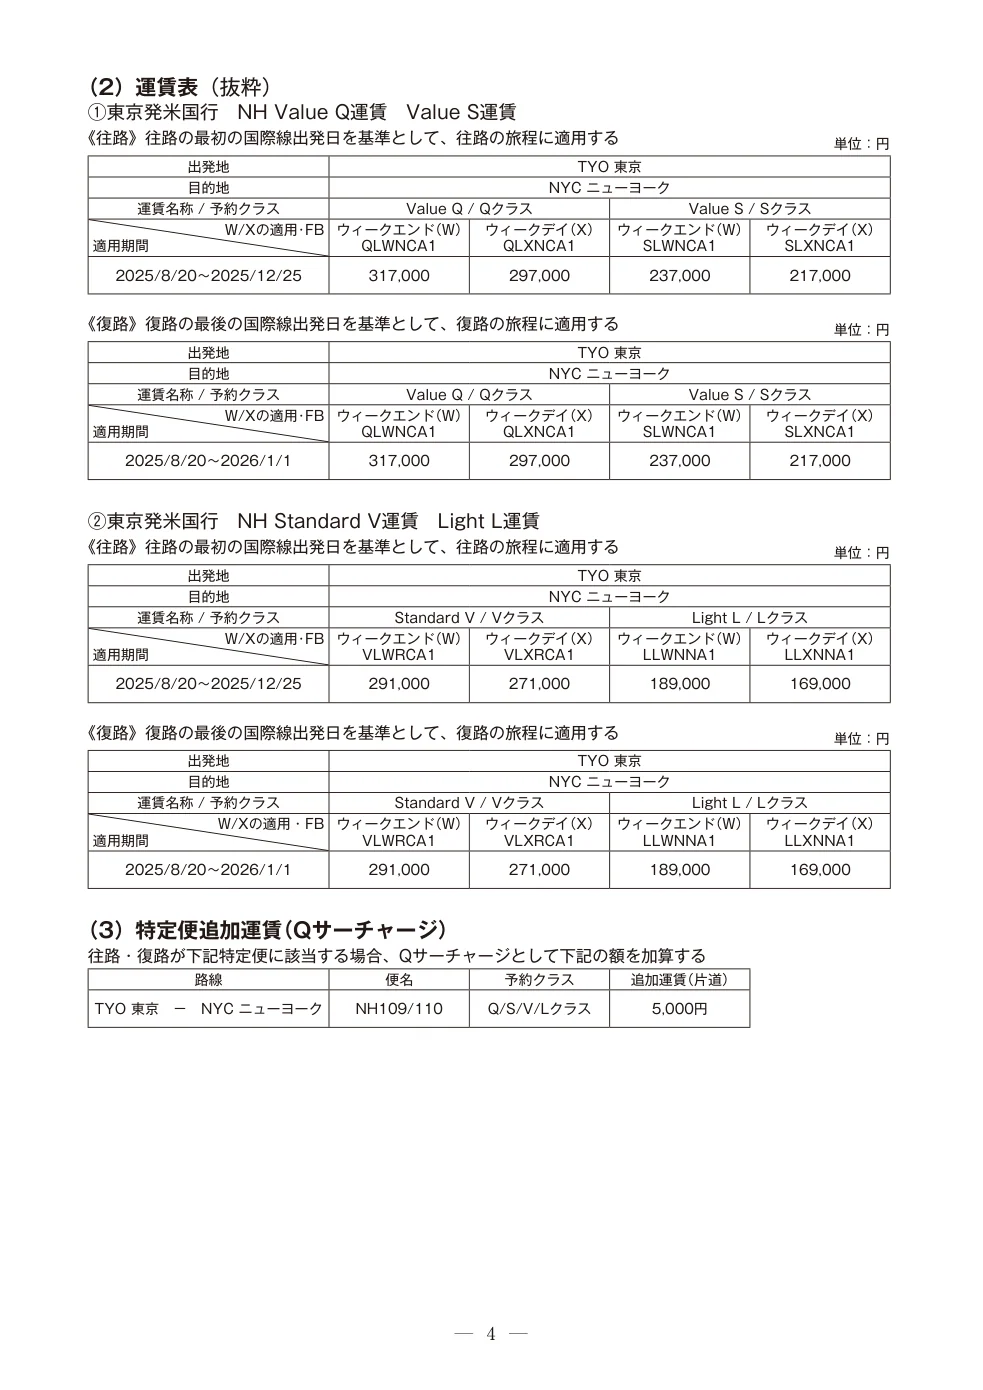 （2）運賃表（抜粋）
①東京発米国行　NH Value Q運賃　Value S運賃
《往路》往路の最初の国際線出発日を基準として、往路の旅程に適用する
単位：円
出発地 TYO 東京
目的地 NYC ニューヨーク
運賃名称 / 予約クラス Value Q / Qクラス Value S / Sクラス
W/Xの適用･FB ウィークエンド（W） ウィークデイ（X） ウィークエンド（W） ウィークデイ（X）
適用期間 QLWNCA1 QLXNCA1 SLWNCA1 SLXNCA1
2025/8/20～2025/12/25 317,000 297,000 237,000 217,000
《復路》復路の最後の国際線出発日を基準として、復路の旅程に適用する
単位：円
出発地 TYO 東京
目的地 NYC ニューヨーク
運賃名称 / 予約クラス Value Q / Qクラス Value S / Sクラス
W/Xの適用･FB ウィークエンド（W） ウィークデイ（X） ウィークエンド（W） ウィークデイ（X）
適用期間 QLWNCA1 QLXNCA1 SLWNCA1 SLXNCA1
2025/8/20～2026/1/1 317,000 297,000 237,000 217,000
②東京発米国行　NH Standard V運賃　Light L運賃
《往路》往路の最初の国際線出発日を基準として、往路の旅程に適用する
単位：円
出発地 TYO 東京
目的地 NYC ニューヨーク
運賃名称 / 予約クラス Standard V / Vクラス Light L / Lクラス
W/Xの適用･FB ウィークエンド（W） ウィークデイ（X） ウィークエンド（W） ウィークデイ（X）
適用期間 VLWRCA1 VLXRCA1 LLWNNA1 LLXNNA1
2025/8/20～2025/12/25 291,000 271,000 189,000 169,000
《復路》復路の最後の国際線出発日を基準として、復路の旅程に適用する
単位：円
出発地 TYO 東京
目的地 NYC ニューヨーク
運賃名称 / 予約クラス Standard V / Vクラス Light L / Lクラス
W/Xの適用・FB ウィークエンド（W） ウィークデイ（X） ウィークエンド（W） ウィークデイ（X）
適用期間 VLWRCA1 VLXRCA1 LLWNNA1 LLXNNA1
2025/8/20～2026/1/1 291,000 271,000 189,000 169,000
（3）特定便追加運賃（Qサーチャージ）
往路・復路が下記特定便に該当する場合、Qサーチャージとして下記の額を加算する
路線 便名 予約クラス 追加運賃（片道）
TYO 東京　－　NYC ニューヨーク NH109/110 Q/S/V/Lクラス 5,000円
― 4 ―